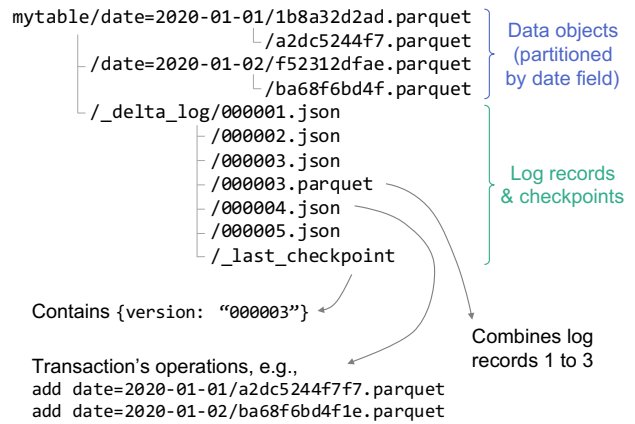 mytable/date=2020-01-01/1b8a32d2ad.parquet
/a2dc5244f7.parquet
/date=2020-01-02/f52312dfae.parquet
/ba68f6bd4f.parquet
/_delta_log/000001.json
/000002.json
/000003.json
/000003.parquet
/000004.json
/000005.json
/_last_checkpoint
Data objects
(partitioned
by date field)
Log records
& checkpoints
Contains {version: “000003”}
Combines log
records 1 to 3
Transaction’s operations, e.g.,
add date=2020-01-01/a2dc5244f7f7.parquet
add date=2020-01-02/ba68f6bd4f1e.parquet